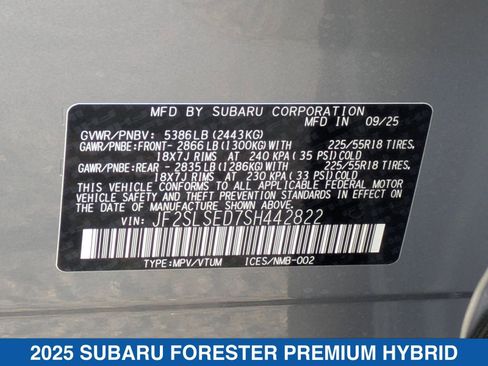 MFD BY SUBARU CORPORATION
MFD IN 09/25
GVWR/PNBV: 5386LB(2443KG)
GAWR/PNBE:FRONT- 2866LB(1300KG)WITH 225/55R18 TIRES.
18X7J RIMS AT 240 KPA(35 PSI)COLD
GAWR/PNBE:REAR - 2835LB(1286KG)WITH 225/55R18 TIRES.
18X7J RIMS AT 230 KPA(33 PSI)COLD
THIS VEHICLE CONFORMS TO ALL APPLICABLE FEDERAL MOTOR
VEHICLE SAFETY AND THEFT PREVENTION STANDARDS IN EFFECT
ON THE DATE OF MANUFACTURE SHOWN ABOVE.
VIN: JF2SLSED7SH442822
TYPE:MPV/VTUM ICES/NMB-002
2025 SUBARU FORESTER PREMIUM HYBRID